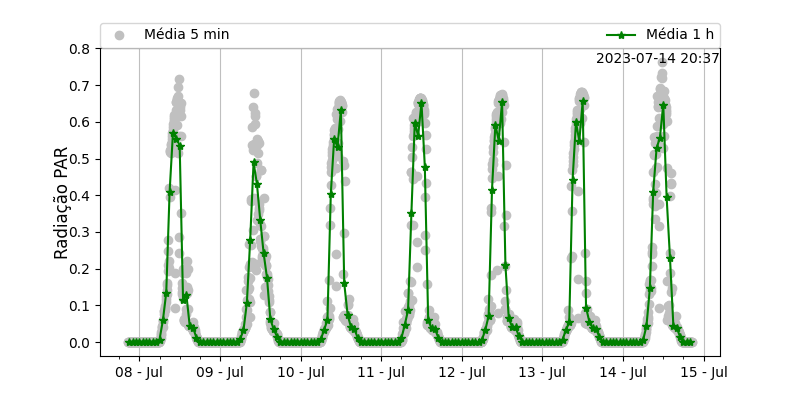 Média 5 min
Média 1 h
2023-07-14 20:37
Radiação PAR
0.8
0.7
0.6
0.5
0.4
0.3
0.2
0.1
0.0
08 - Jul 09 - Jul 10 - Jul 11 - Jul 12 - Jul 13 - Jul 14 - Jul 15 - Jul